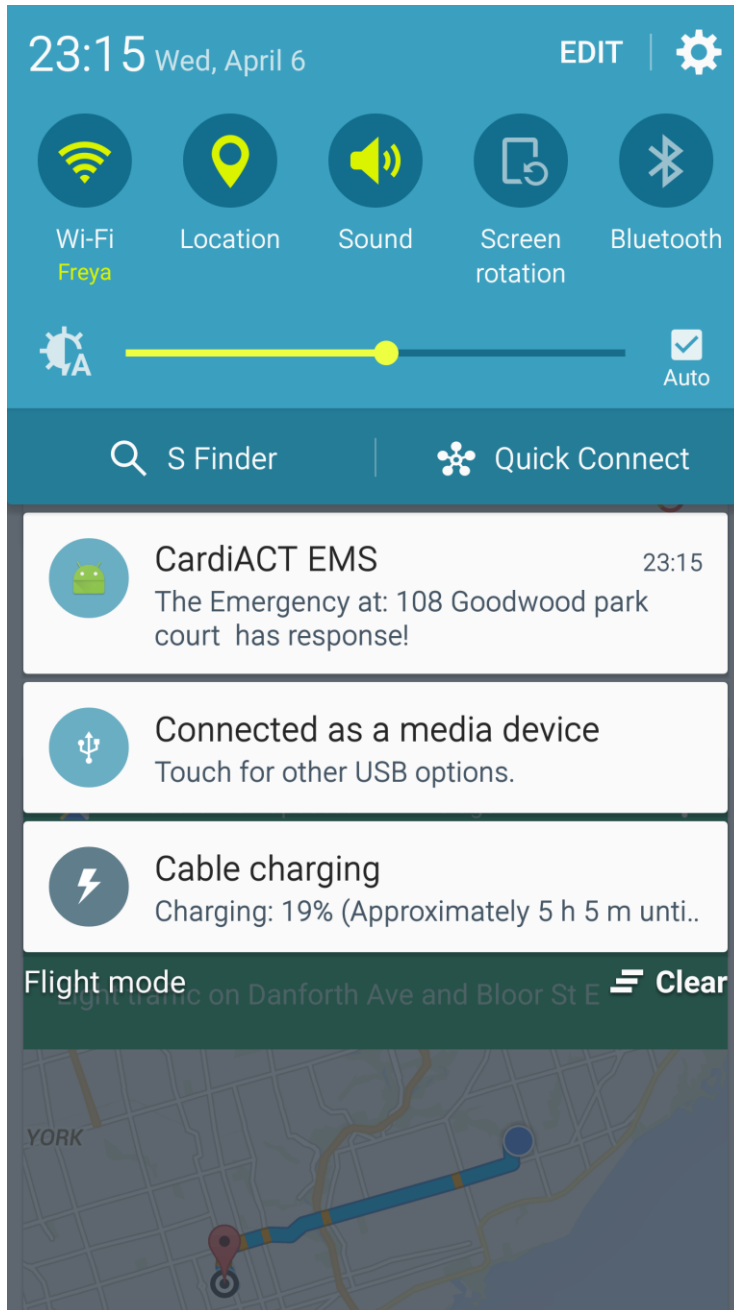 23:15 Wed, April 6 EDIT
Wi-Fi
Freya
Location
Sound
Screen
rotation
Bluetooth
A
Auto
S Finder
Quick Connect
CardiACT EMS 23:15
The Emergency at: 108 Goodwood park
court has response!
Connected as a media device
Touch for other USB options.
Cable charging
Charging: 19% (Approximately 5 h 5 m unti..
Flight mode
Clear
Light traffic on Danforth Ave and Bloor St E
YORK